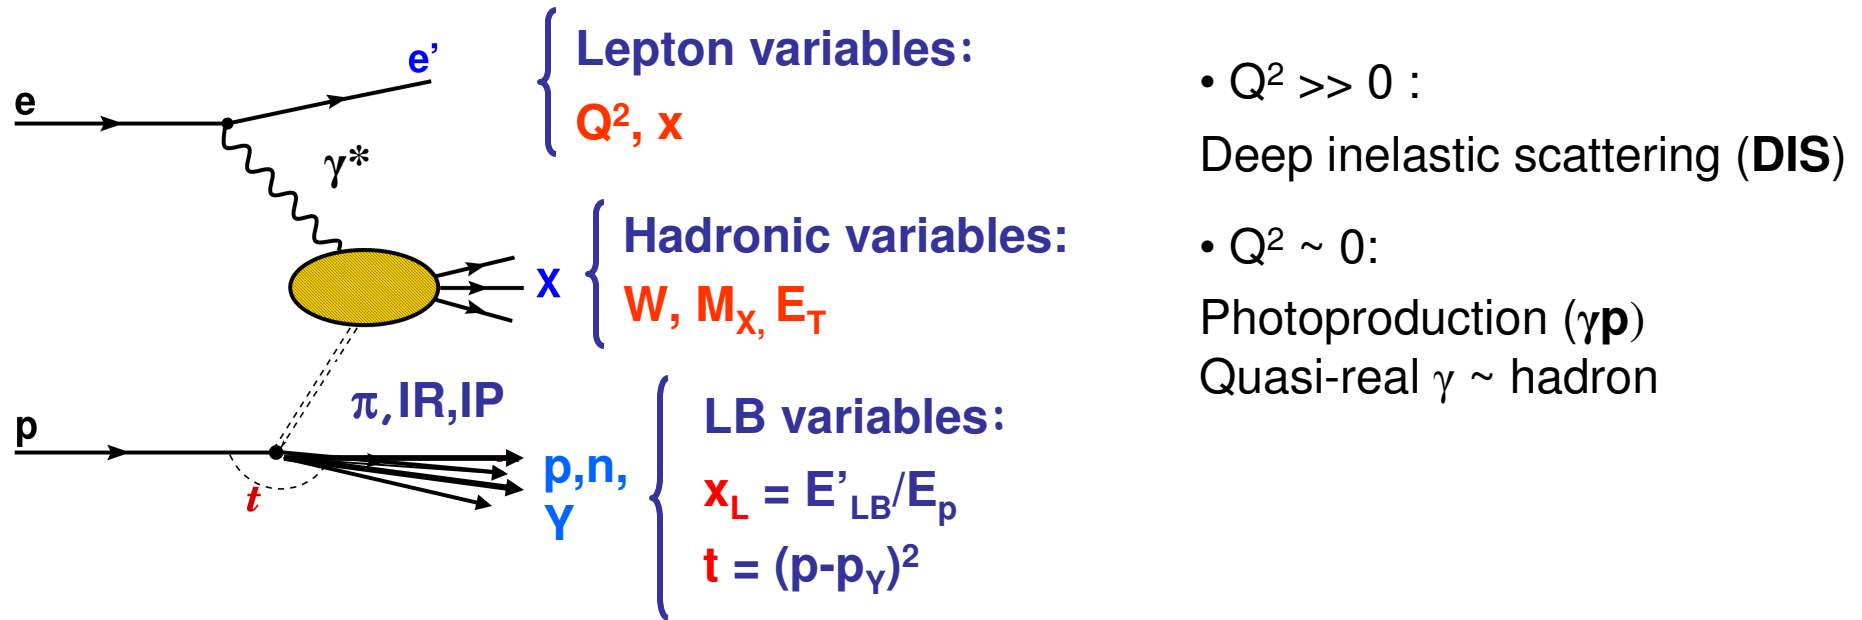 e
e’
γ*
X
π, IR,IP
p
t
p,n,
Y
Lepton variables:
Q², x
Hadronic variables:
W, M_X, E_T
LB variables:
x_L = E’_LB/E_p
t = (p-p_Y)²
• Q² >> 0 :
Deep inelastic scattering (DIS)
• Q² ~ 0:
Photoproduction (γp)
Quasi-real γ ~ hadron